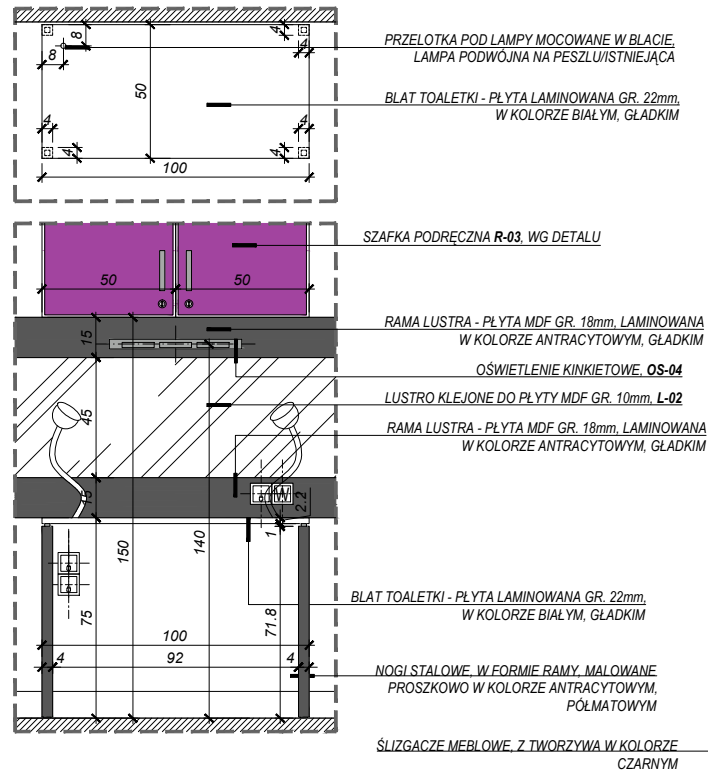 8
8
4
4
PRZELOTKA POD LAMPY MOCOWANE W BLACIE,
LAMPA PODWÓJNA NA PESZLU/ISTNIEJĄCA
50
BLAT TOALETKI - PŁYTA LAMINOWANA GR. 22mm,
W KOLORZE BIAŁYM, GŁADKIM
4
4
4
4
100
SZAFKA PODRĘCZNA R-03, WG DETALU
50
50
RAMA LUSTRA - PŁYTA MDF GR. 18mm, LAMINOWANA
W KOLORZE ANTRACYTOWYM, GŁADKIM
15
OŚWIETLENIE KINKIETOWE, OS-04
LUSTRO KLEJONE DO PŁYTY MDF GR. 10mm, L-02
45
RAMA LUSTRA - PŁYTA MDF GR. 18mm, LAMINOWANA
W KOLORZE ANTRACYTOWYM, GŁADKIM
15
2.2
1
150
140
75
71.8
BLAT TOALETKI - PŁYTA LAMINOWANA GR. 22mm,
W KOLORZE BIAŁYM, GŁADKIM
100
4
92
4
NOGI STALOWE, W FORMIE RAMY, MALOWANE
PROSZKOWO W KOLORZE ANTRACYTOWYM,
PÓŁMATOWYM
ŚLIZGACZE MEBLOWE, Z TWORZYWA W KOLORZE
CZARNYM